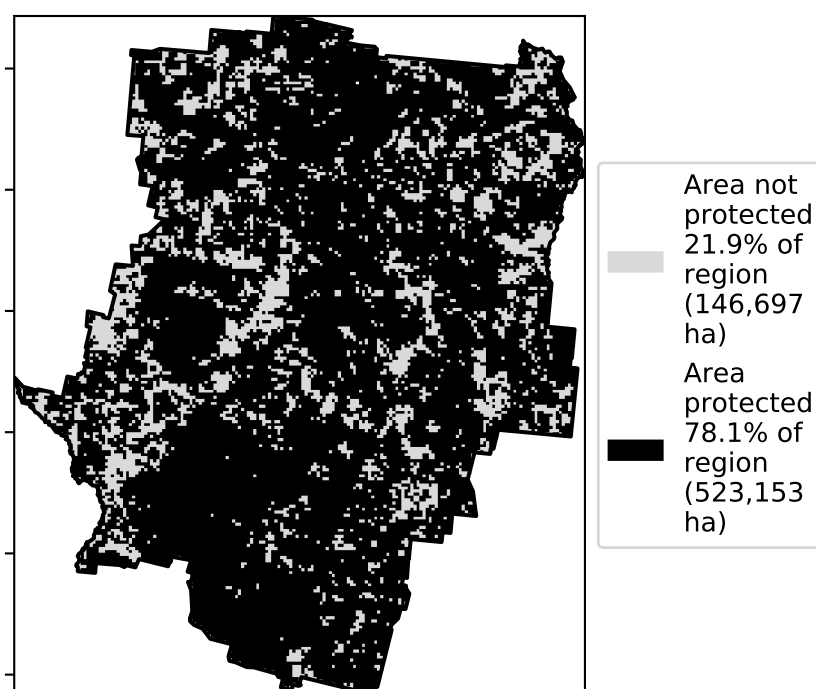 Area not
protected
21.9% of
region
(146,697
ha)
Area
protected
78.1% of
region
(523,153
ha)